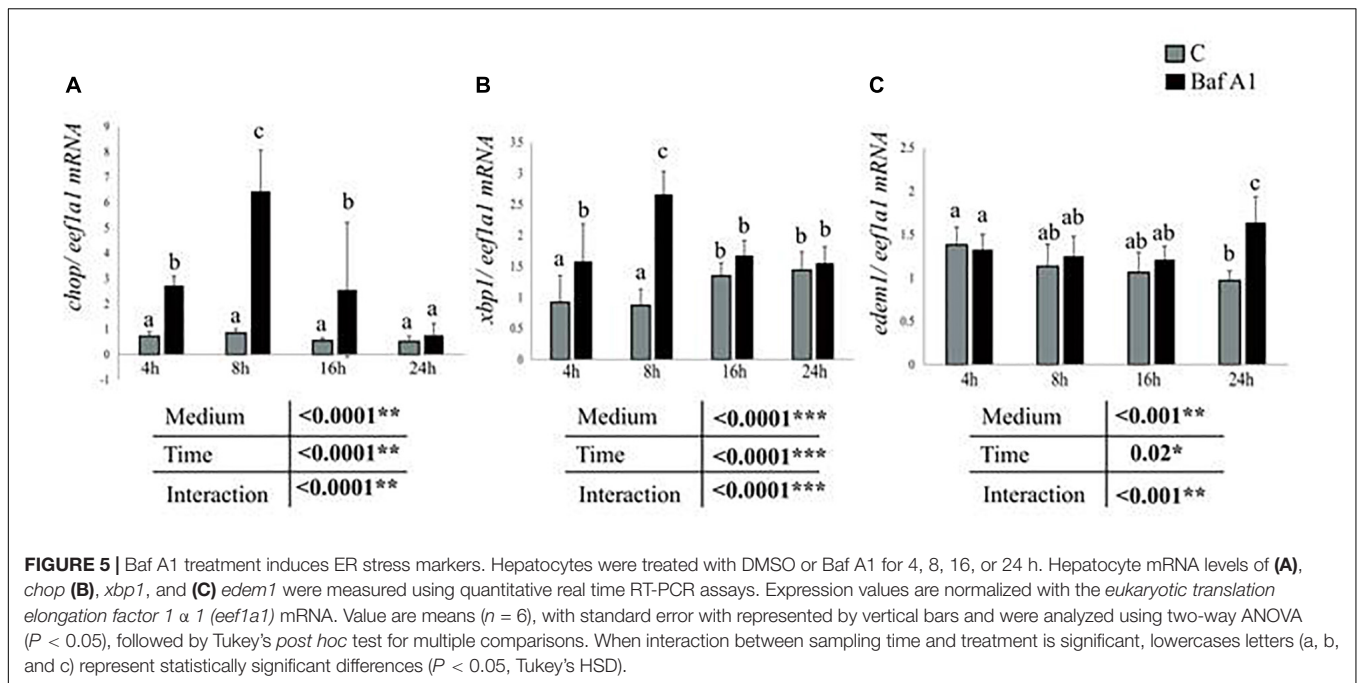 C
Baf A1
A
chop/ eef1a1 mRNA
9
8
7
6
5
4
3
2
1
0
-1
a
b
a
c
a
b
a
a
4h
8h
16h
24h
Medium
<0.0001**
Time
<0.0001**
Interaction
<0.0001**
B
xbp1/ eef1a1 mRNA
3.5
3
2.5
2
1.5
1
0.5
0
a
b
a
c
b
b
b
b
4h
8h
16h
24h
Medium
<0.0001***
Time
<0.0001***
Interaction
<0.0001***
C
edem1/ eef1a1 mRNA
2.5
2
1.5
1
0.5
0
a
a
ab
ab
ab
ab
b
c
4h
8h
16h
24h
Medium
<0.001**
Time
0.02*
Interaction
<0.001**
FIGURE 5 | Baf A1 treatment induces ER stress markers. Hepatocytes were treated with DMSO or Baf A1 for 4, 8, 16, or 24 h. Hepatocyte mRNA levels of (A),
chop (B), xbp1, and (C) edem1 were measured using quantitative real time RT-PCR assays. Expression values are normalized with the eukaryotic translation
elongation factor 1 α 1 (eef1a1) mRNA. Value are means (n = 6), with standard error with represented by vertical bars and were analyzed using two-way ANOVA
(P < 0.05), followed by Tukey's post hoc test for multiple comparisons. When interaction between sampling time and treatment is significant, lowercases letters (a, b,
and c) represent statistically significant differences (P < 0.05, Tukey's HSD).